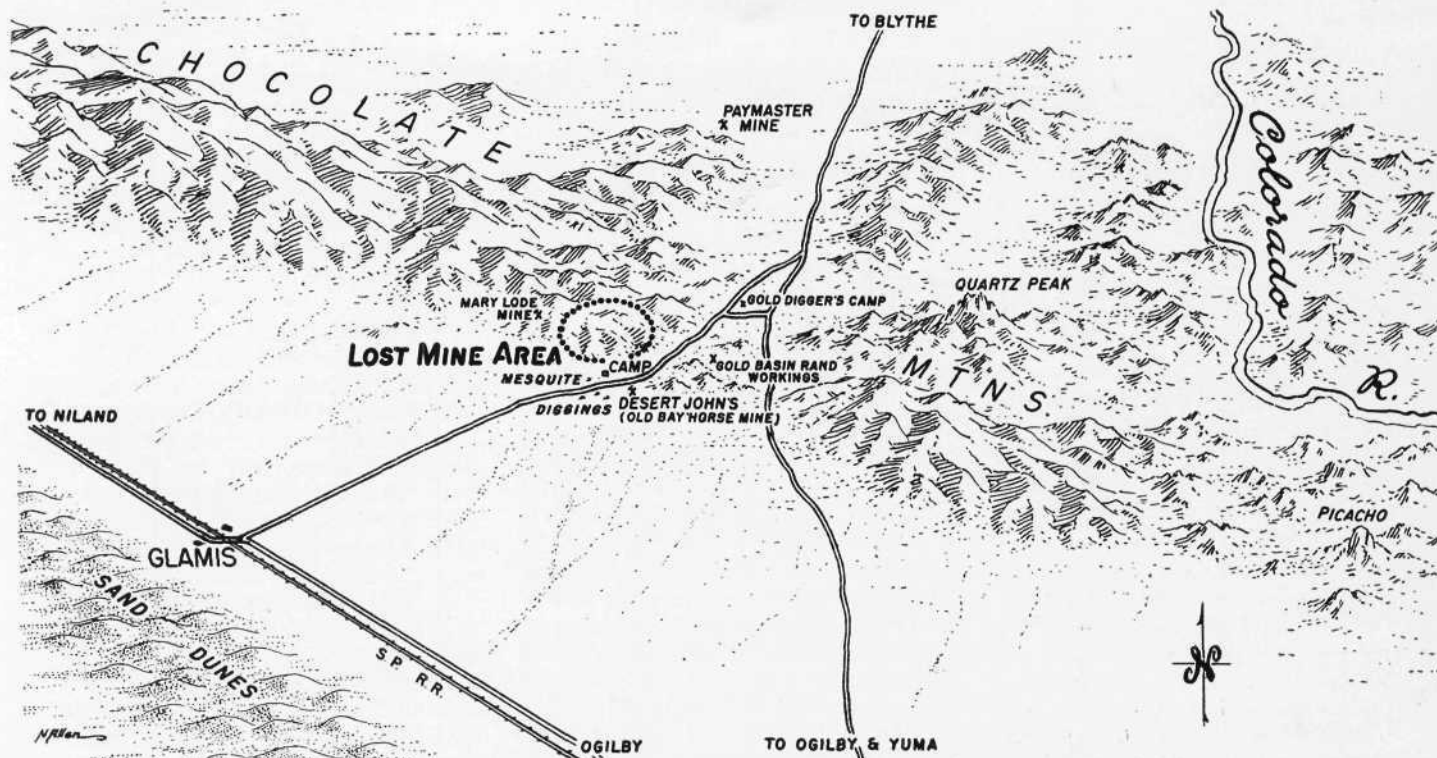 TO BLYTHE
CHOCOLATE
PAYMASTER
MINE
Colorado
R.
QUARTZ PEAK
GOLD DIGGER'S CAMP
MARY LODE
MINE
LOST MINE AREA
CAMP
MESQUITE
DIGGINGS
GOLD BASIN RAND
WORKINGS
MTNS
DESERT JOHN'S
(OLD BAY HORSE MINE)
TO NILAND
PICACHO
GLAMIS
SAND
DUNES
S.P. R.R.
N
OGILBY
TO OGILBY & YUMA